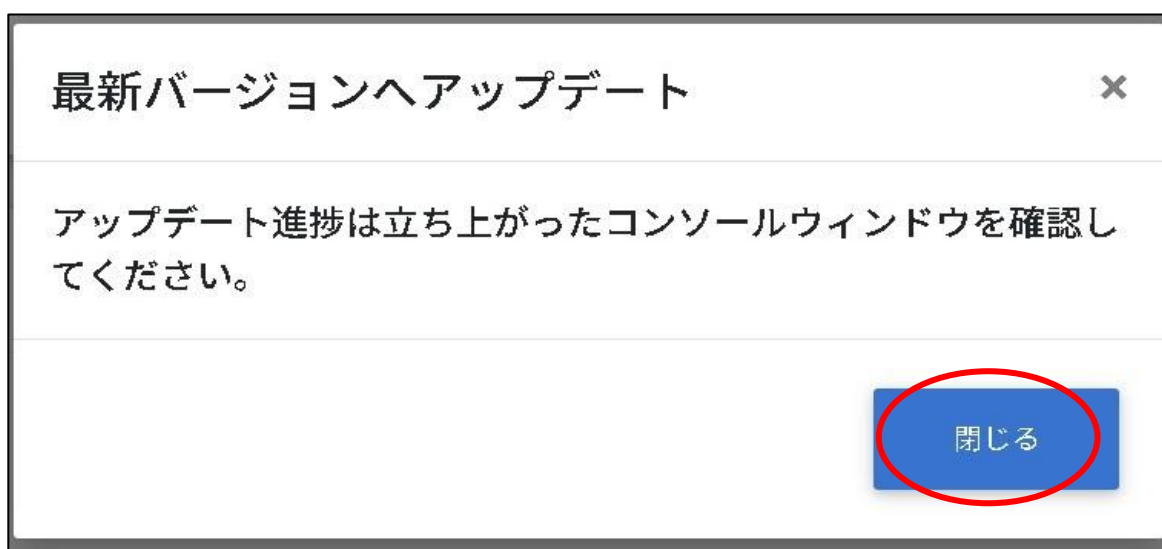 最新バージョンへアップデート
アップデート進捗は立ち上がったコンソールウィンドウを確認し
てください。
閉じる